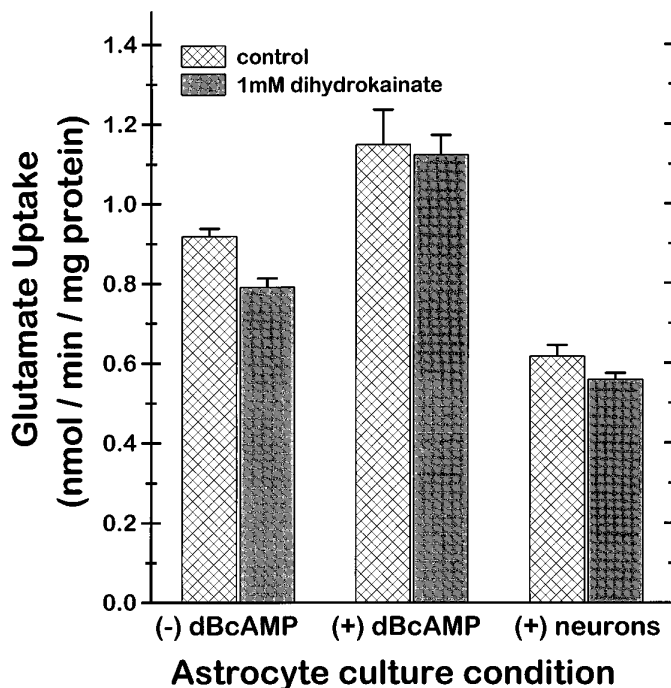 1.4
control
1mM dihydrokainate
1.2
1.0
0.8
0.6
0.4
0.2
0.0
Glutamate Uptake
(nmol / min / mg protein)
(-) dBcAMP (+) dBcAMP (+) neurons
Astrocyte culture condition